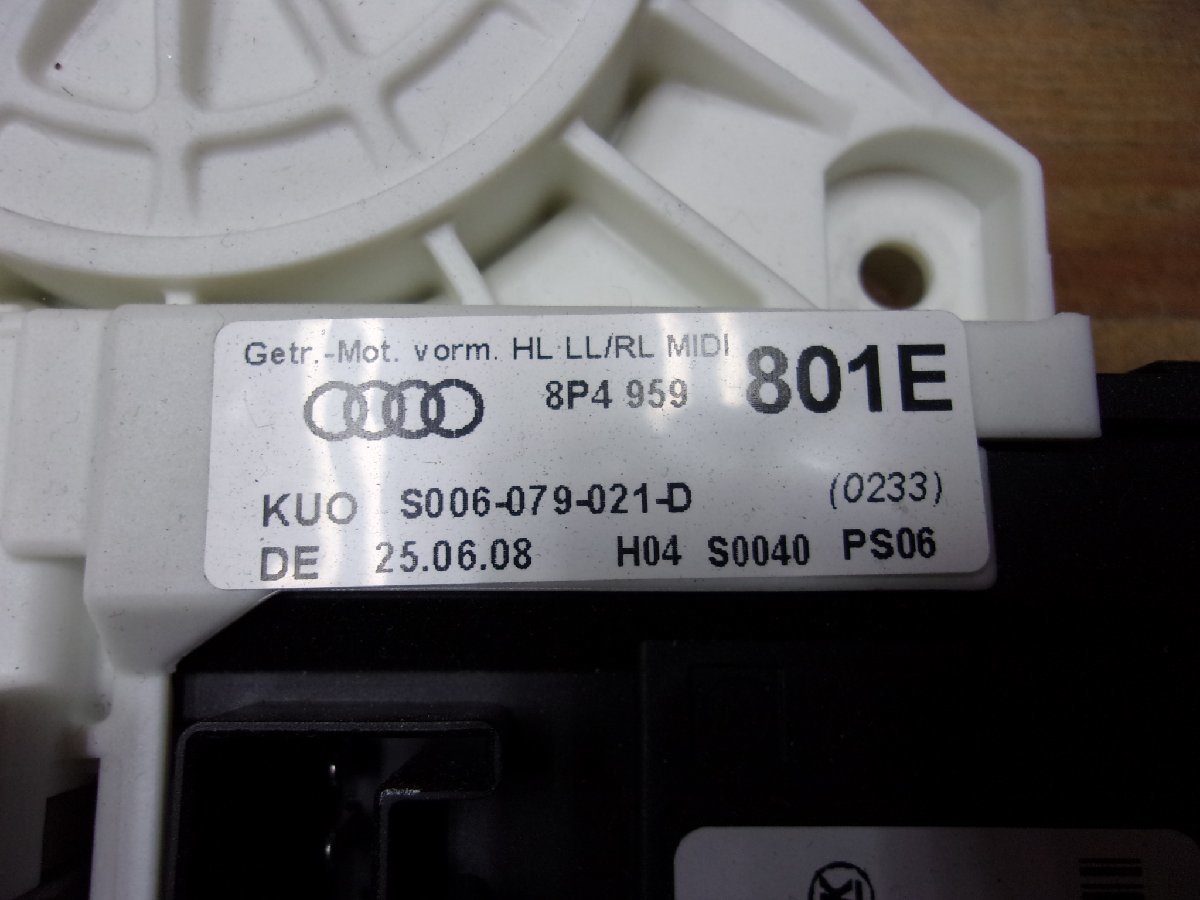 Getr.-Mot. vorm. HL LL/RL MIDI
8P4 959 801E
KUO S006-079-021-D (0233)
DE 25.06.08 H04 S0040 PS06